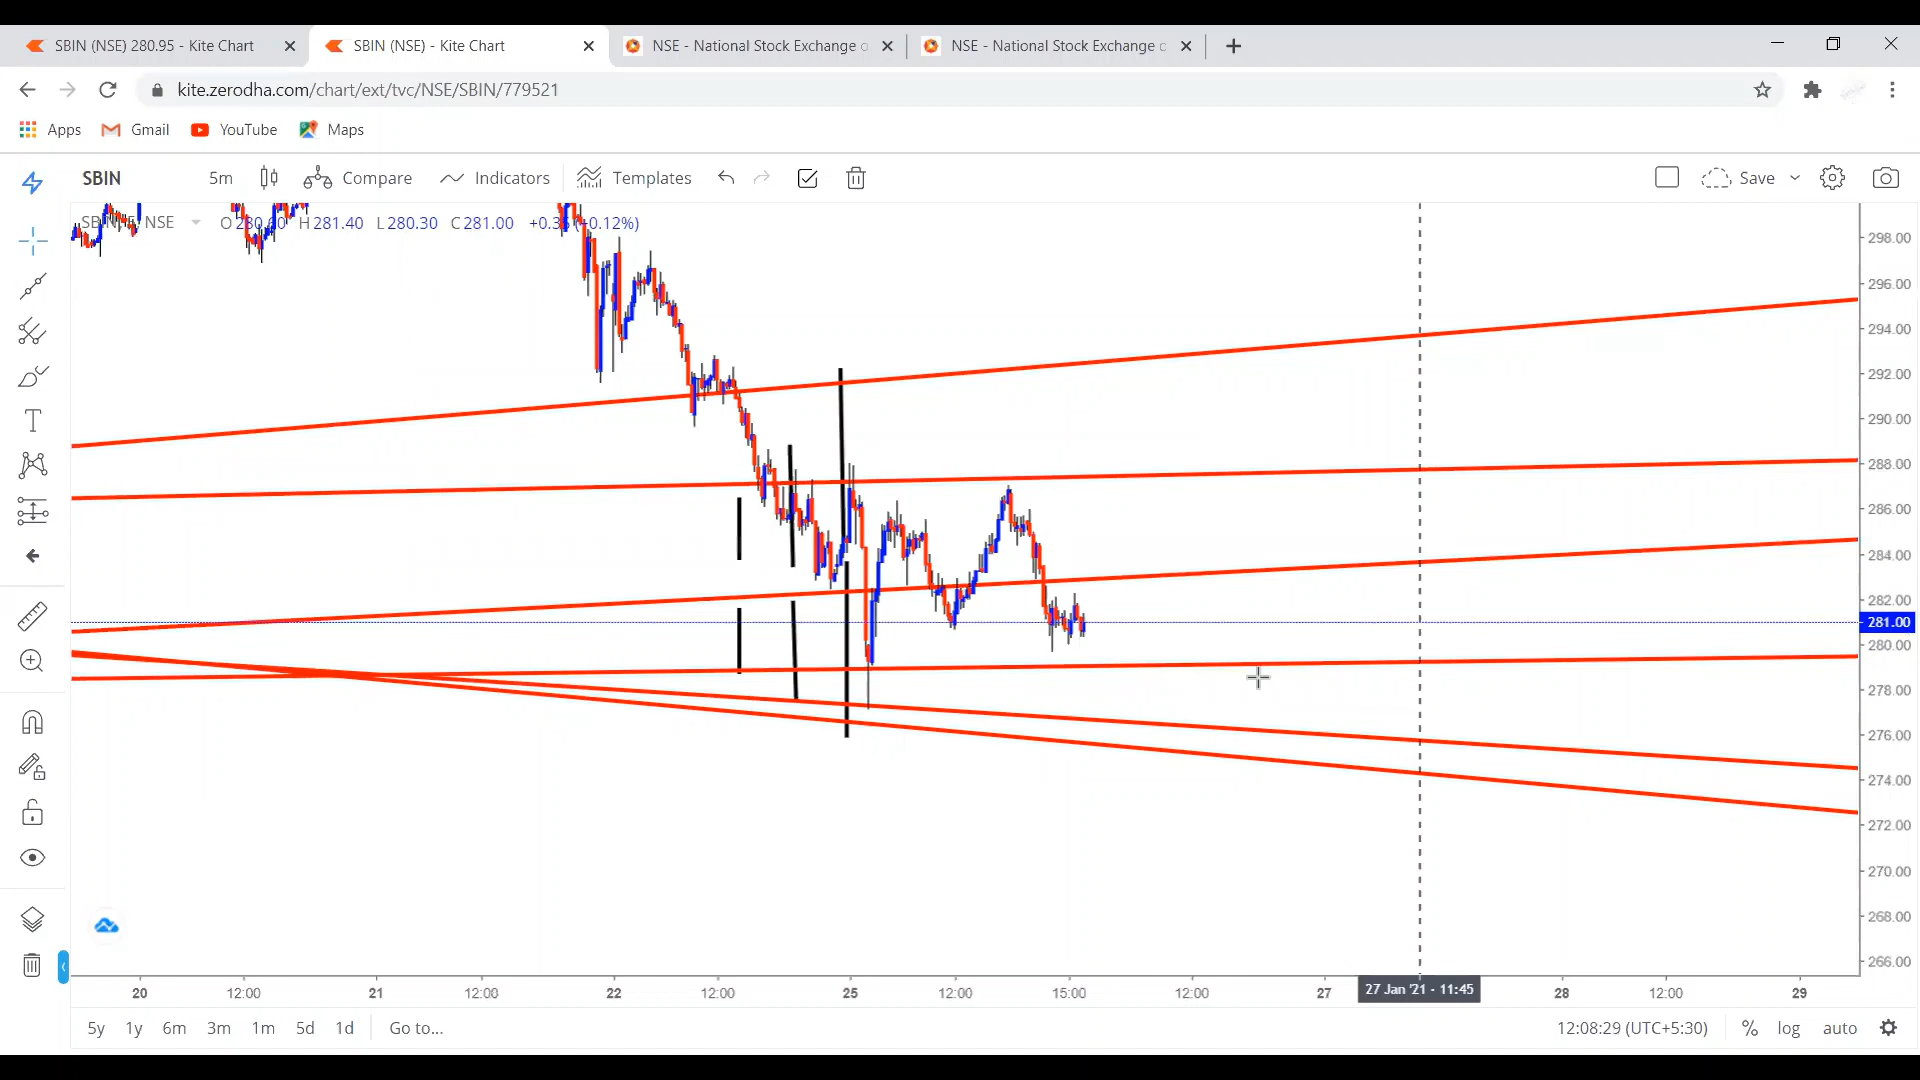 SBIN (NSE) 280.95 - Kite Chart
SBIN (NSE) - Kite Chart
NSE - National Stock Exchange o
NSE - National Stock Exchange o
kite.zerodha.com/chart/ext/tvc/NSE/SBIN/779521
Apps Gmail YouTube Maps
SBIN 5m Compare Indicators Templates Save
NSE O 280.60 H 281.40 L 280.30 C 281.00 +0.35 (+0.12%)
298.00
296.00
294.00
292.00
290.00
288.00
286.00
284.00
282.00
281.00
280.00
278.00
276.00
274.00
272.00
270.00
268.00
266.00
20 12:00 21 12:00 22 12:00 25 12:00 15:00 12:00 27 27 Jan '21 - 11:45 28 12:00 29
5y 1y 6m 3m 1m 5d 1d Go to... 12:08:29 (UTC+5:30) % log auto